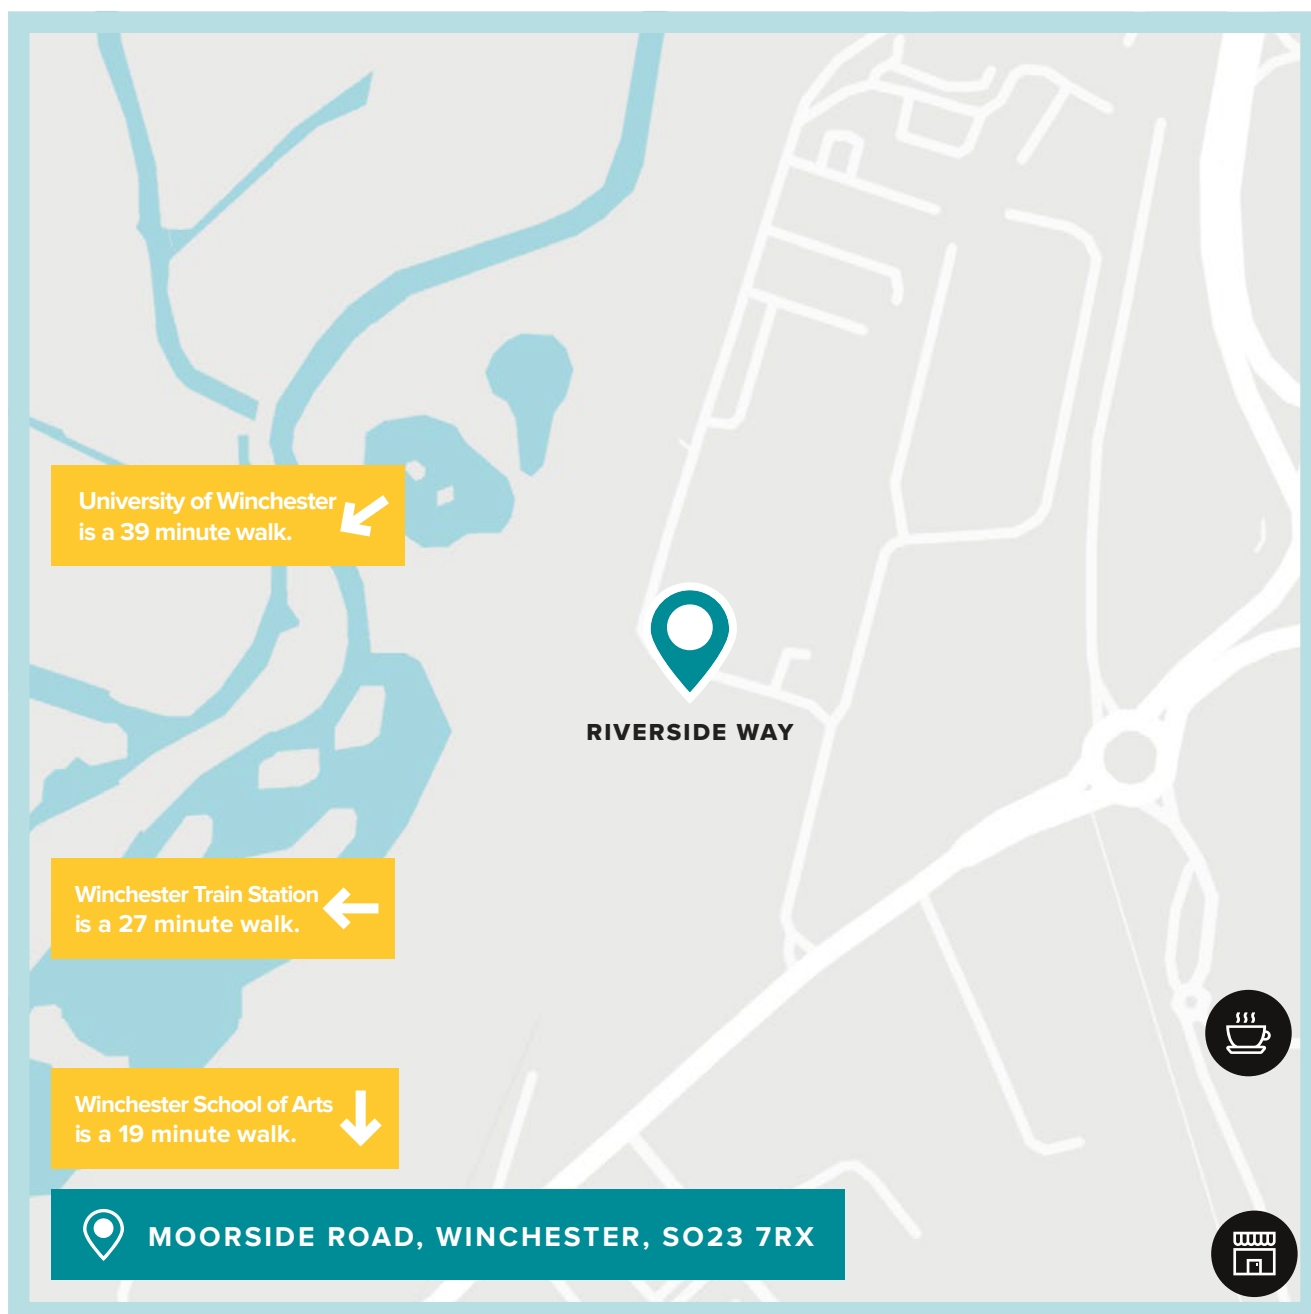 University of Winchester
is a 39 minute walk.
RIVERSIDE WAY
Winchester Train Station
is a 27 minute walk.
Winchester School of Arts
is a 19 minute walk.
MOORSIDE ROAD, WINCHESTER, SO23 7RX